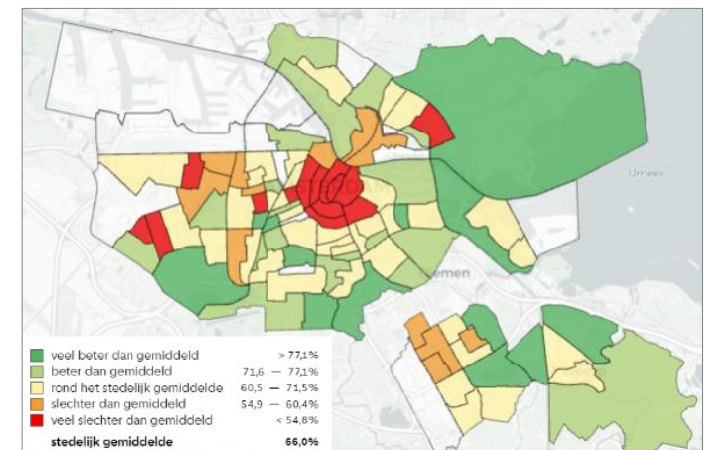 IJmeer
AMSTERDAM
emen
veel beter dan gemiddeld > 77,1%
beter dan gemiddeld 71,6 — 77,1%
rond het stedelijk gemiddelde 60,5 — 71,5%
slechter dan gemiddeld 54,9 — 60,4%
veel slechter dan gemiddeld < 54,8%
stedelijk gemiddelde 66,0%